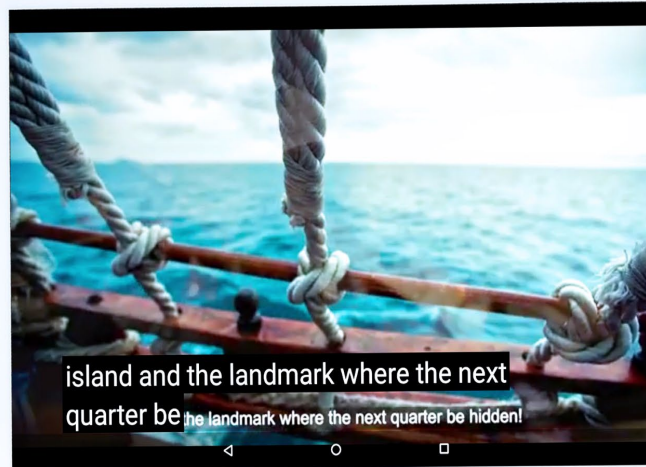 island and the landmark where the next
quarter be
the landmark where the next quarter be hidden!